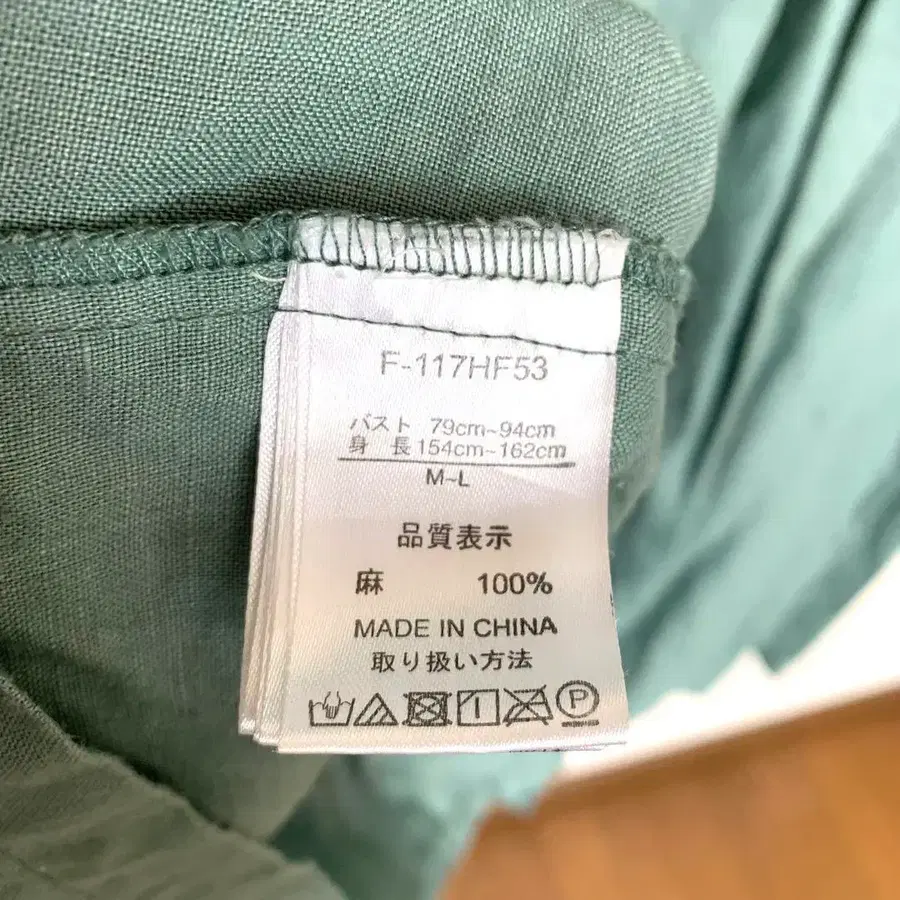 F-117HF53
バスト 79cm~94cm
身 長 154cm~162cm
M~L
品質表示
麻 100%
MADE IN CHINA
取り扱い方法
P